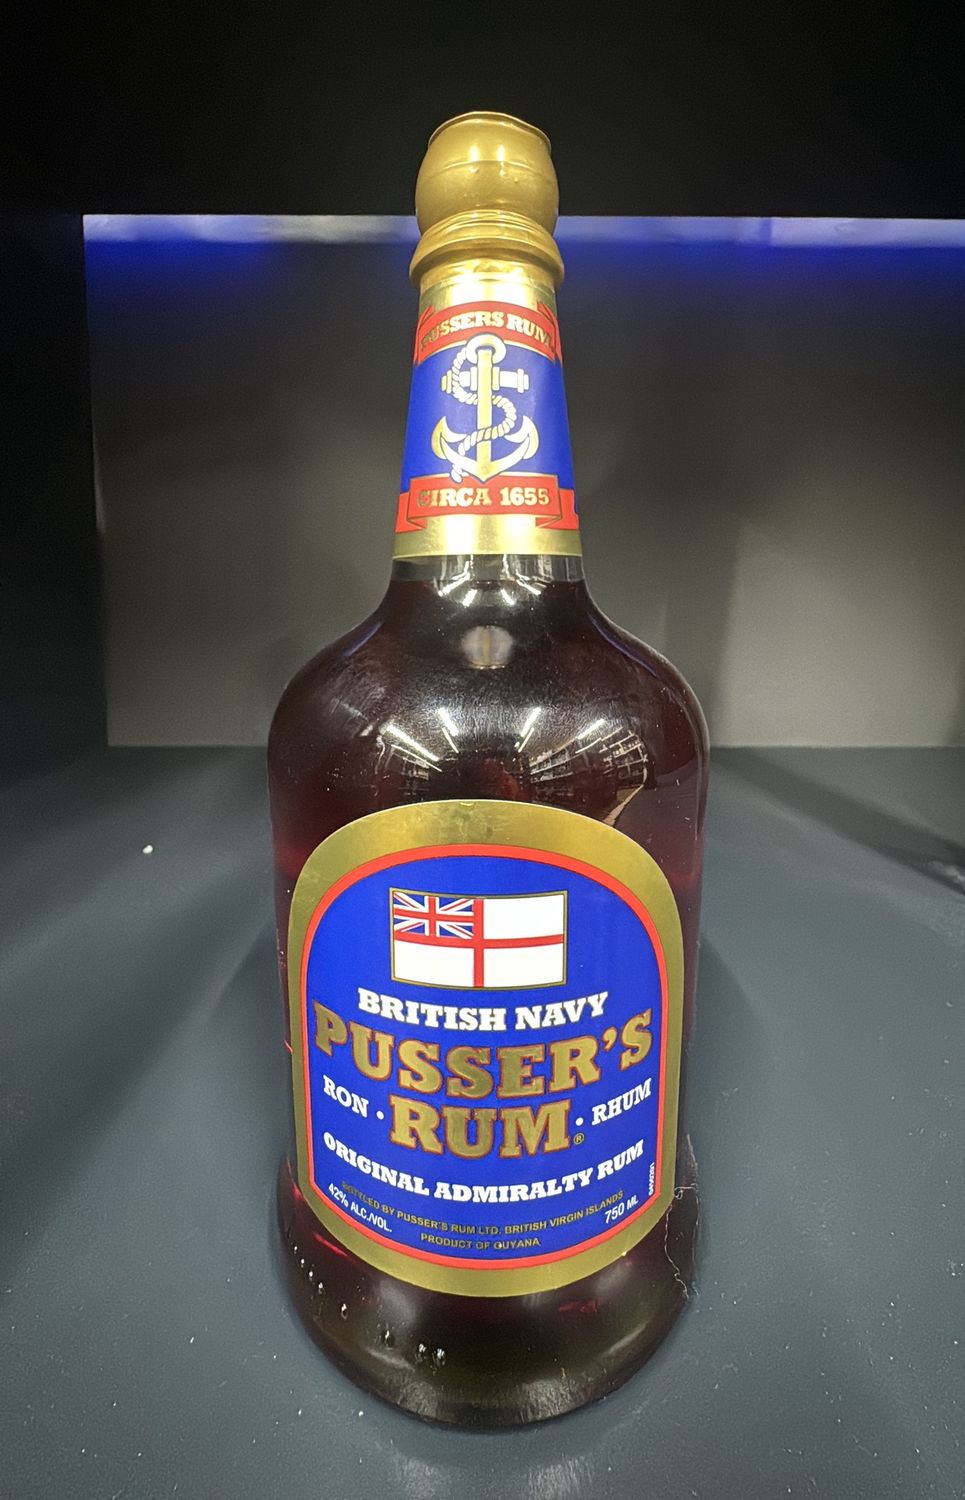 PUSSERS RUM
CIRCA 1655
BRITISH NAVY
PUSSER'S
RON · RUM® · RHUM
ORIGINAL ADMIRALTY RUM
BOTTLED BY PUSSER'S RUM LTD, BRITISH VIRGIN ISLANDS
42% ALC./VOL. 750 ML
PRODUCT OF GUYANA